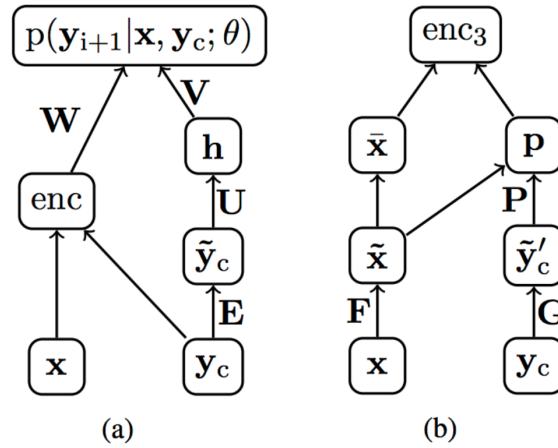 p(y_{i+1}|x, y_c; θ)
enc_3
W
V
x̄
p
h
enc
U
P
ỹ_c
x̃
ỹ′_c
E
F
G
x
y_c
x
y_c
(a)
(b)